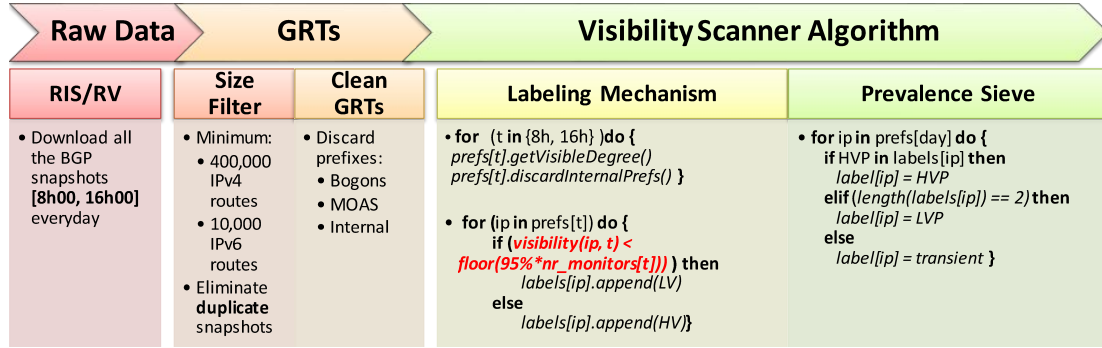 Raw Data
GRTs
Visibility Scanner Algorithm
RIS/RV
• Download all
the BGP
snapshots
[8h00, 16h00]
everyday
Size
Filter
• Minimum:
• 400,000
IPv4
routes
• 10,000
IPv6
routes
• Eliminate
duplicate
snapshots
Clean
GRTs
• Discard
prefixes:
• Bogons
• MOAS
• Internal
Labeling Mechanism
• for (t in {8h, 16h} )do {
prefs[t].getVisibleDegree()
prefs[t].discardInternalPrefs() }
• for (ip in prefs[t]) do {
if (visibility(ip, t) <
floor(95%*nr_monitors[t])) ) then
labels[ip].append(LV)
else
labels[ip].append(HV)}
Prevalence Sieve
• for ip in prefs[day] do {
if HVP in labels[ip] then
label[ip] = HVP
elif (length(labels[ip]) == 2) then
label[ip] = LVP
else
label[ip] = transient }